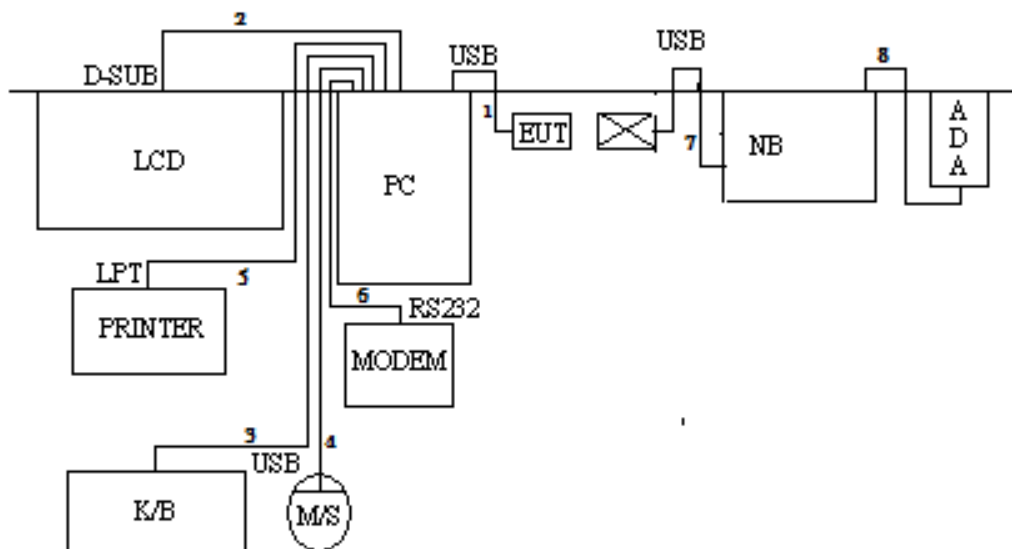 2
USB
USB
8
D-SUB
1
EUT
7
NB
A
D
A
LCD
PC
LPT
5
6
RS232
PRINTER
MODEM
3
4
USB
K/B
M/S